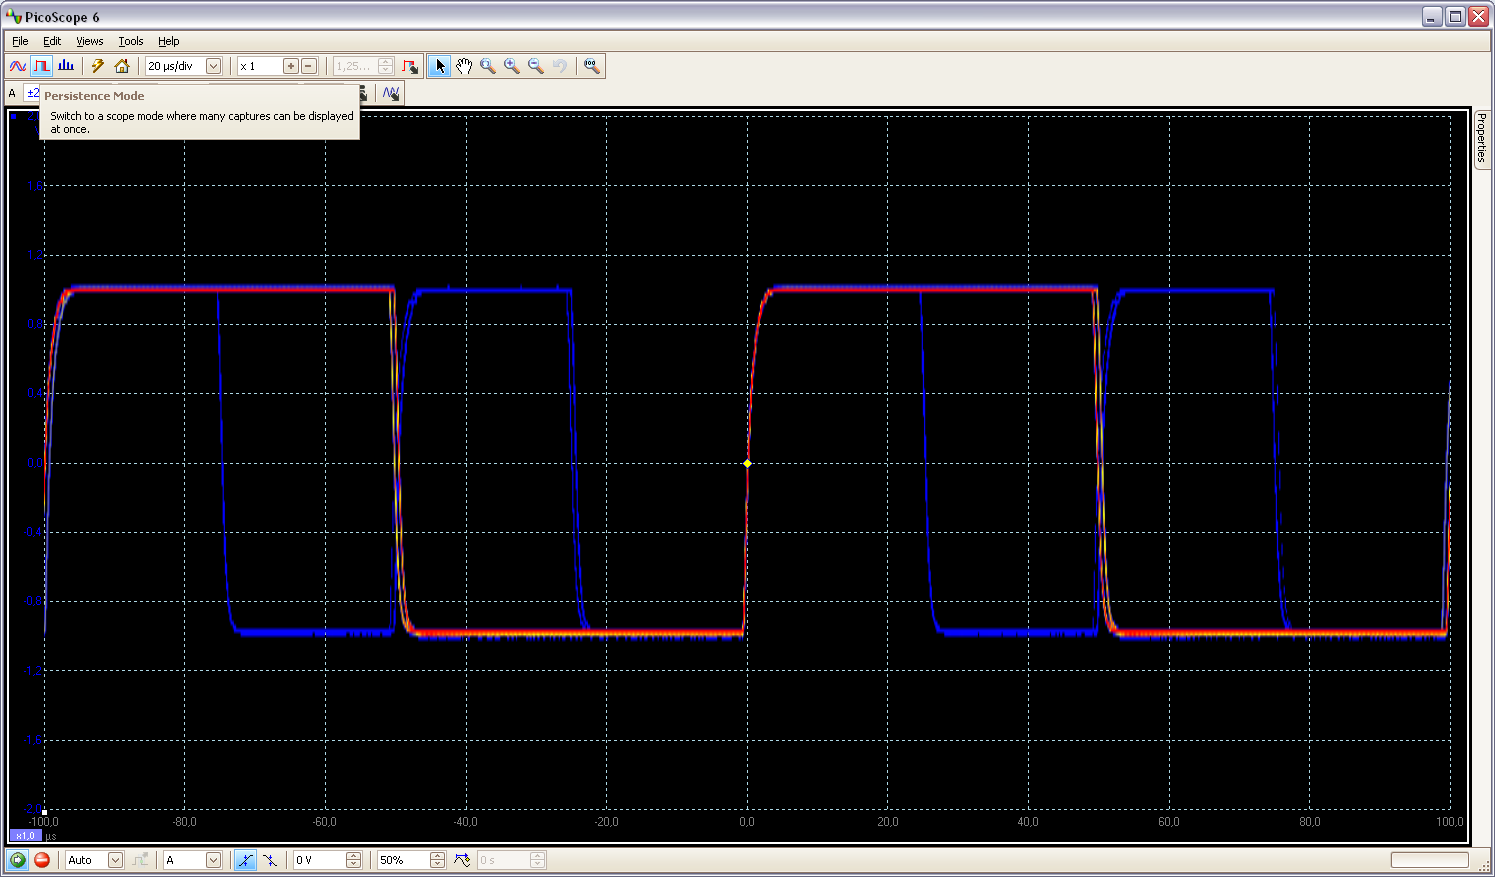 PicoScope 6
File Edit Views Tools Help
20 µs/div x 1 1,25...
A ±2
Persistence Mode
Switch to a scope mode where many captures can be displayed
at once.
Properties
1,6
1,2
0,8
0,4
0,0
-0,4
-0,8
-1,2
-1,6
-2,0
-100,0 -80,0 -60,0 -40,0 -20,0 0,0 20,0 40,0 60,0 80,0 100,0
x1,0 µs
Auto A 0 V 50% 0 s